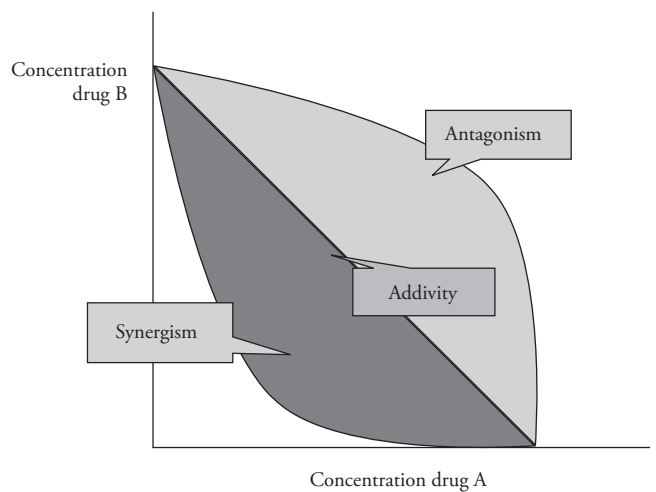 Concentration
drug B
Antagonism
Addivity
Synergism
Concentration drug A